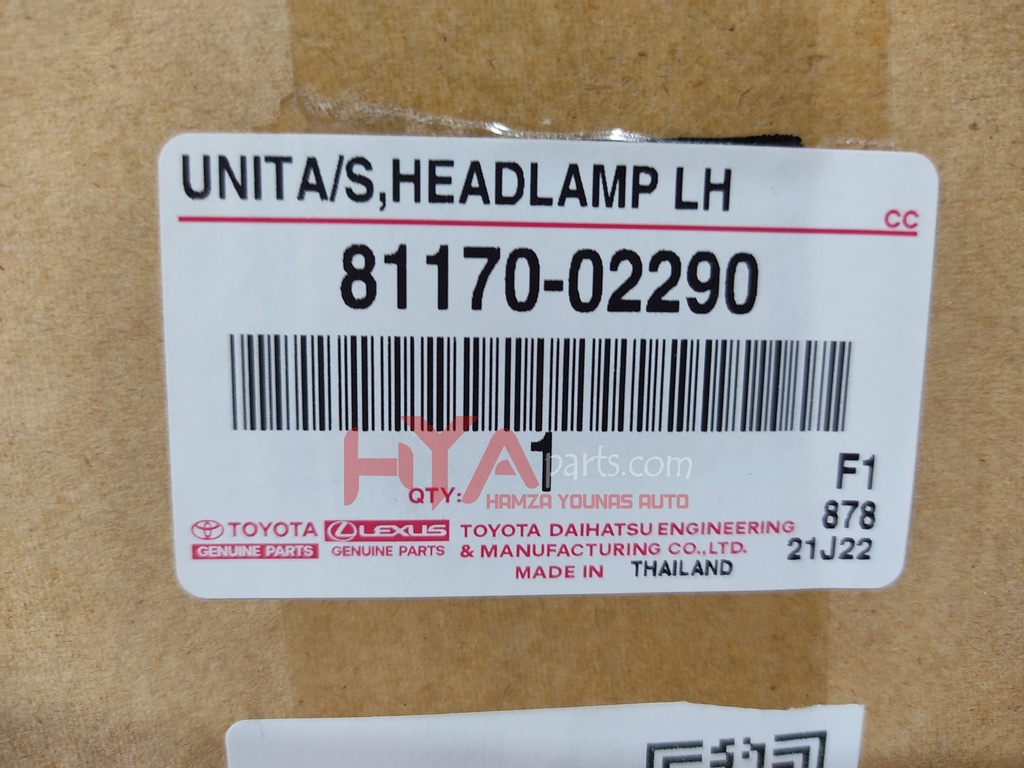 UNITA/S,HEADLAMP LH
CC
81170-02290
HYAparts.com
HAMZA YOUNAS AUTO
QTY: 1
F1
878
21J22
TOYOTA
GENUINE PARTS
LEXUS
GENUINE PARTS
TOYOTA DAIHATSU ENGINEERING
& MANUFACTURING CO.,LTD.
MADE IN THAILAND